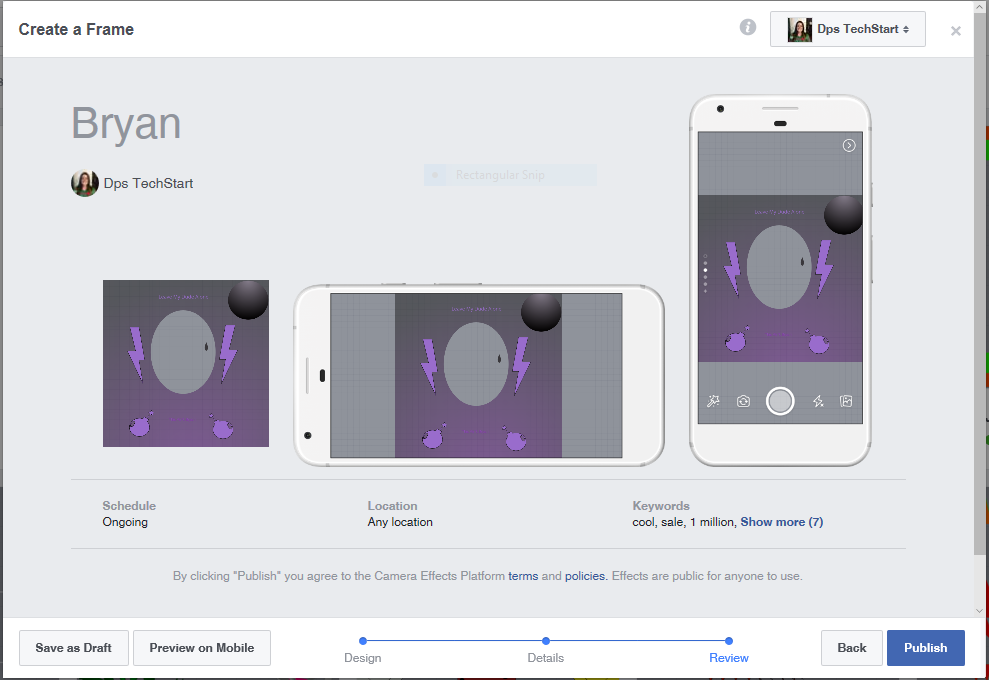 Create a Frame
Dps TechStart
Bryan
Dps TechStart
Rectangular Snip
Schedule
Ongoing
Location
Any location
Keywords
cool, sale, 1 million, Show more (7)
By clicking "Publish" you agree to the Camera Effects Platform terms and policies. Effects are public for anyone to use.
Save as Draft
Preview on Mobile
Design
Details
Review
Back
Publish